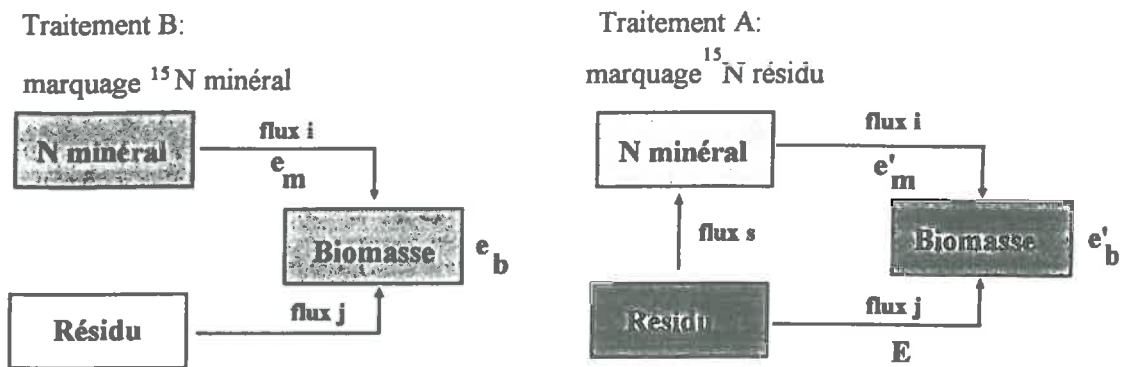 Traitement B:
marquage ¹⁵N minéral
N minéral
flux i
e_m
Biomasse
e_b
flux j
Résidu
Traitement A:
marquage ¹⁵N résidu
N minéral
flux i
e'_m
flux s
Biomasse
e'_b
flux j
Résidu
E